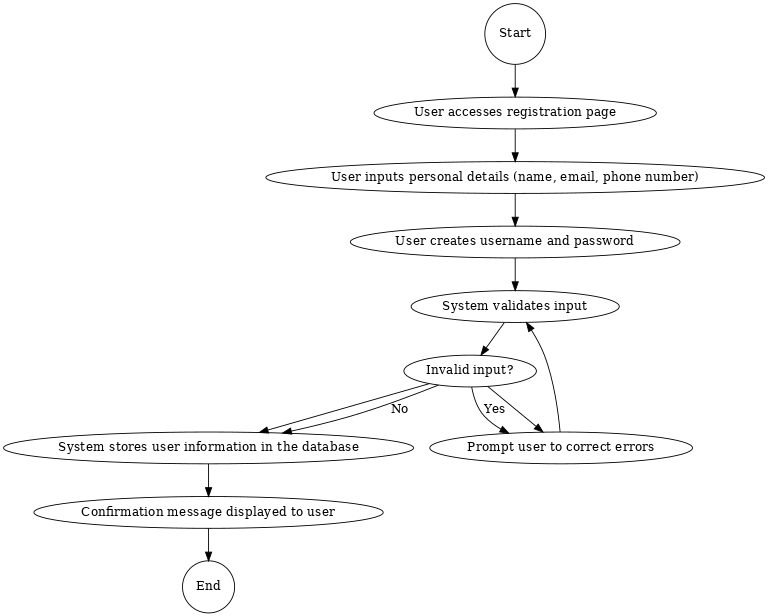 Start
User accesses registration page
User inputs personal details (name, email, phone number)
User creates username and password
System validates input
Invalid input?
No
Yes
System stores user information in the database
Prompt user to correct errors
Confirmation message displayed to user
End